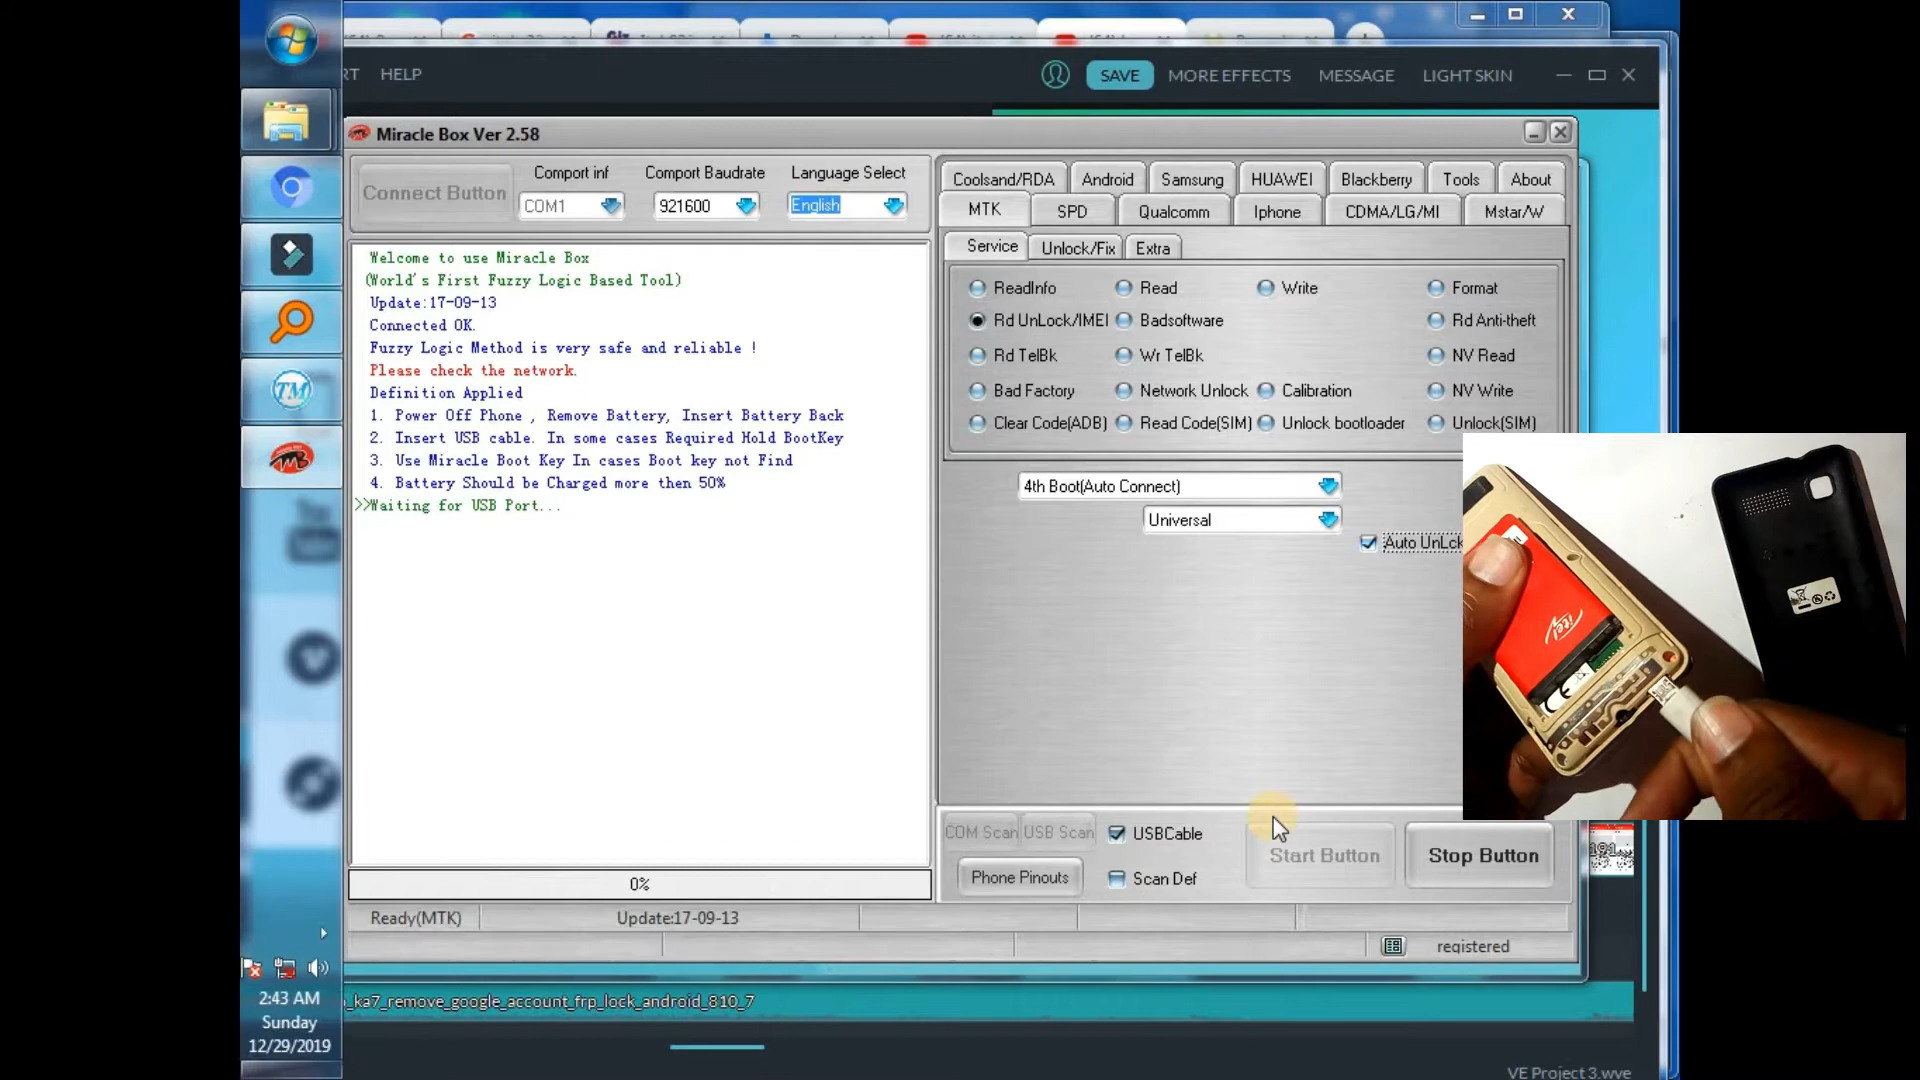 RT HELP
SAVE MORE EFFECTS MESSAGE LIGHT SKIN
Miracle Box Ver 2.58
Connect Button
Comport inf Comport Baudrate Language Select
COM1 921600 English
Coolsand/RDA Android Samsung HUAWEI Blackberry Tools About
MTK SPD Qualcomm Iphone CDMA/LG/MI Mstar/W
Service Unlock/Fix Extra
ReadInfo Read Write Format
Rd UnLock/IMEI Badsoftware Rd Anti-theft
Rd TelBk Wr TelBk NV Read
Bad Factory Network Unlock Calibration NV Write
Clear Code(ADB) Read Code(SIM) Unlock bootloader Unlock(SIM)
4th Boot(Auto Connect)
Universal
Auto UnLck
Welcome to use Miracle Box
(World's First Fuzzy Logic Based Tool)
Update:17-09-13
Connected OK.
Fuzzy Logic Method is very safe and reliable !
Please check the network.
Definition Applied
1. Power Off Phone , Remove Battery, Insert Battery Back
2. Insert USB cable. In some cases Required Hold BootKey
3. Use Miracle Boot Key In cases Boot key not Find
4. Battery Should be Charged more then 50%
>>Waiting for USB Port...
itel
COM Scan USB Scan USBCable
Start Button Stop Button
Phone Pinouts Scan Def
0%
Ready(MTK) Update:17-09-13
registered
TM
MB
2:43 AM
Sunday
12/29/2019
_ka7_remove_google_account_frp_lock_android_810_7
VE Project 3.wve